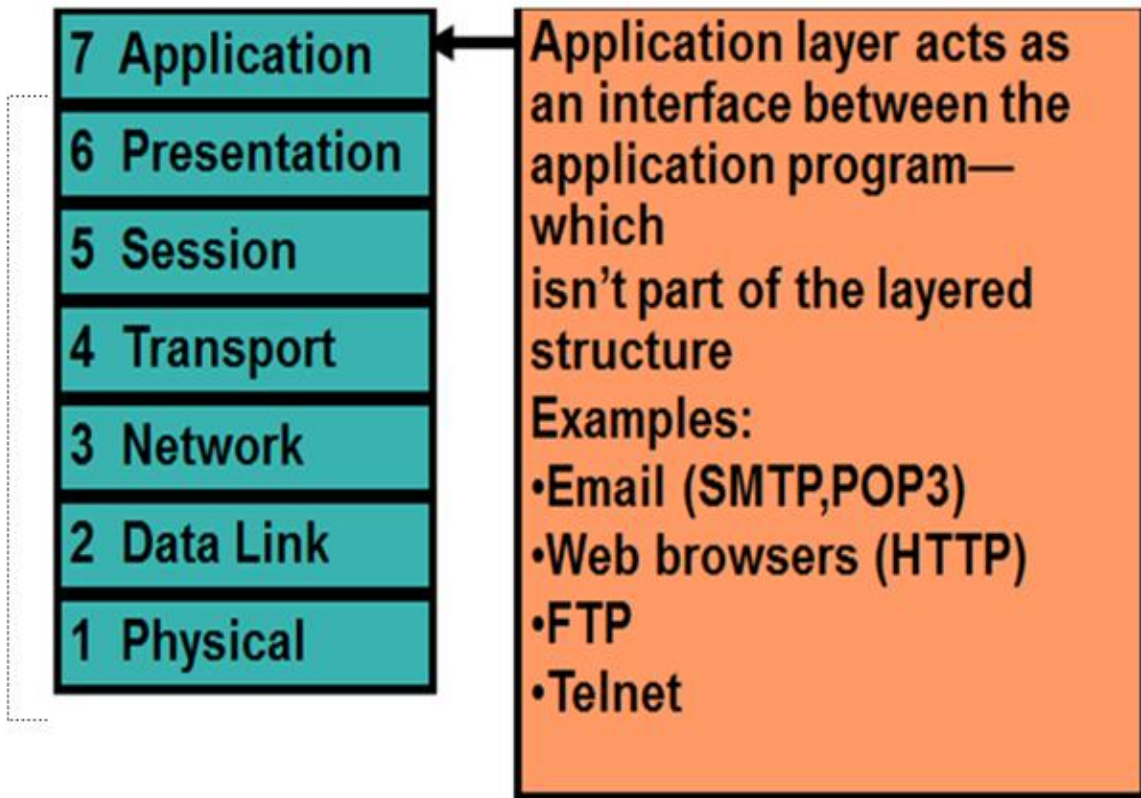 7 Application
6 Presentation
5 Session
4 Transport
3 Network
2 Data Link
1 Physical
Application layer acts as
an interface between the
application program—
which
isn't part of the layered
structure
Examples:
•Email (SMTP,POP3)
•Web browsers (HTTP)
•FTP
•Telnet